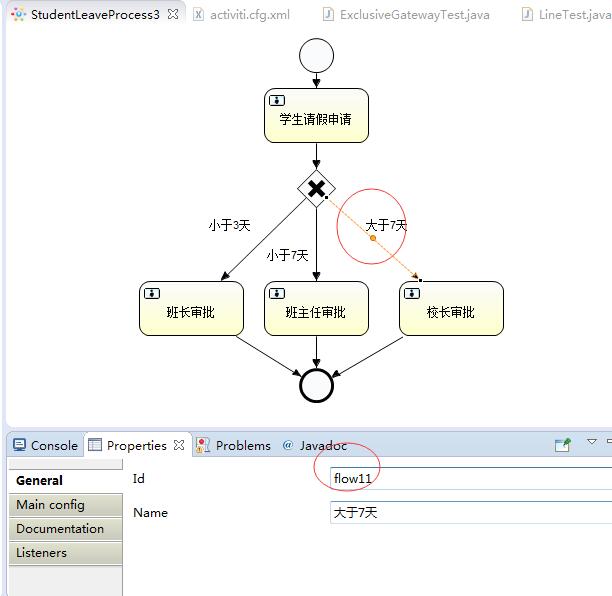 StudentLeaveProcess3
activiti.cfg.xml
ExclusiveGatewayTest.java
LineTest.java
学生请假申请
小于3天
大于7天
小于7天
班长审批
班主任审批
校长审批
Console
Properties
Problems
@ Javadoc
General
Id
flow11
Main config
Name
大于7天
Documentation
Listeners